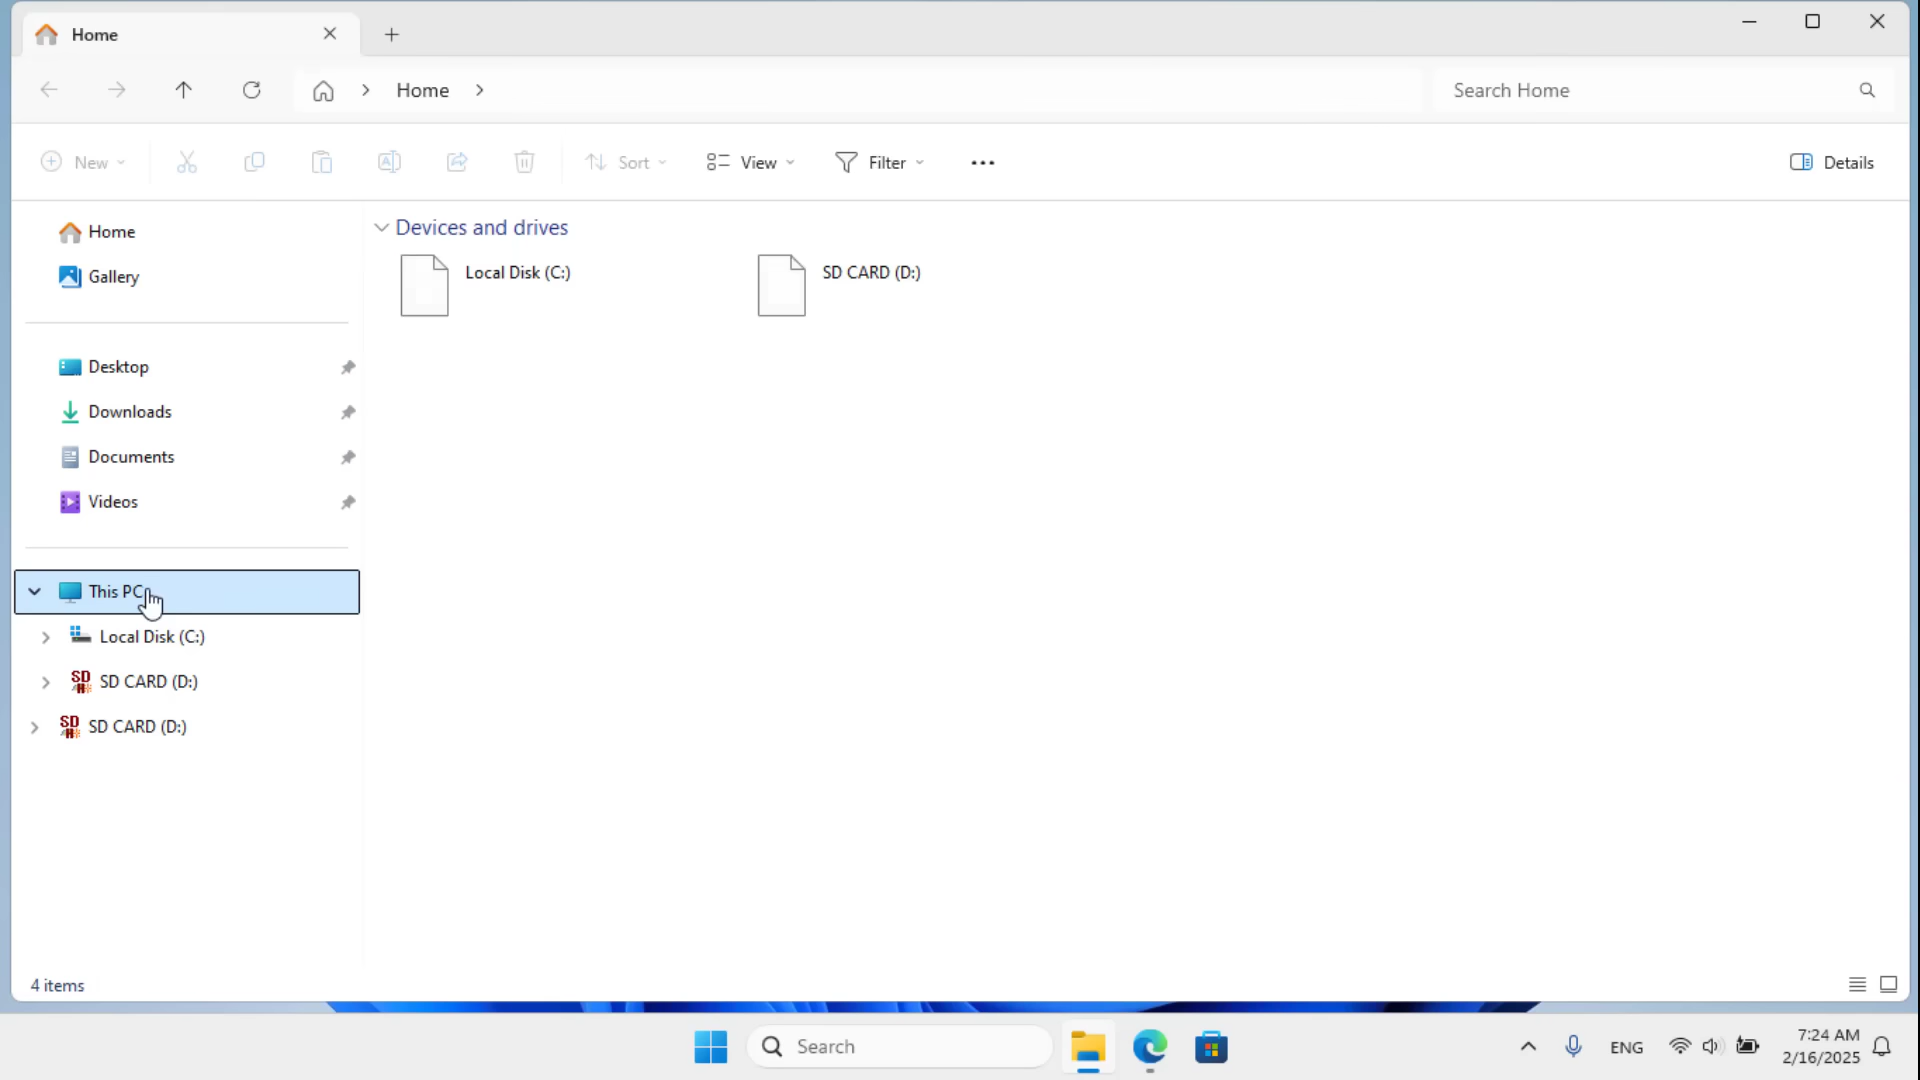 Home
Home
Search Home
New
Sort
View
Filter
Details
Home
Gallery
Desktop
Downloads
Documents
Videos
This PC
Local Disk (C:)
SD CARD (D:)
SD CARD (D:)
Devices and drives
Local Disk (C:)
SD CARD (D:)
4 items
Search
ENG
7:24 AM
2/16/2025